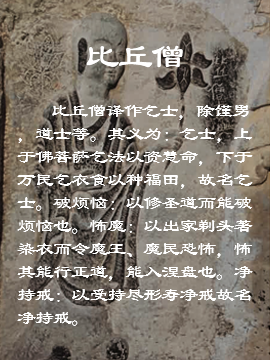 比丘僧
比丘僧译作乞士，除馑男
，道士等。其义为：乞士，上
于佛菩萨乞法以资慧命，下于
万民乞衣食以种福田，故名乞
士。破烦恼：以修圣道而能破
烦恼也。怖魔：以出家剃头著
染衣而令魔王、魔民恐怖，怖
其能行正道，能入涅盘也。净
持戒：以受持尽形寿净戒故名
净持戒。